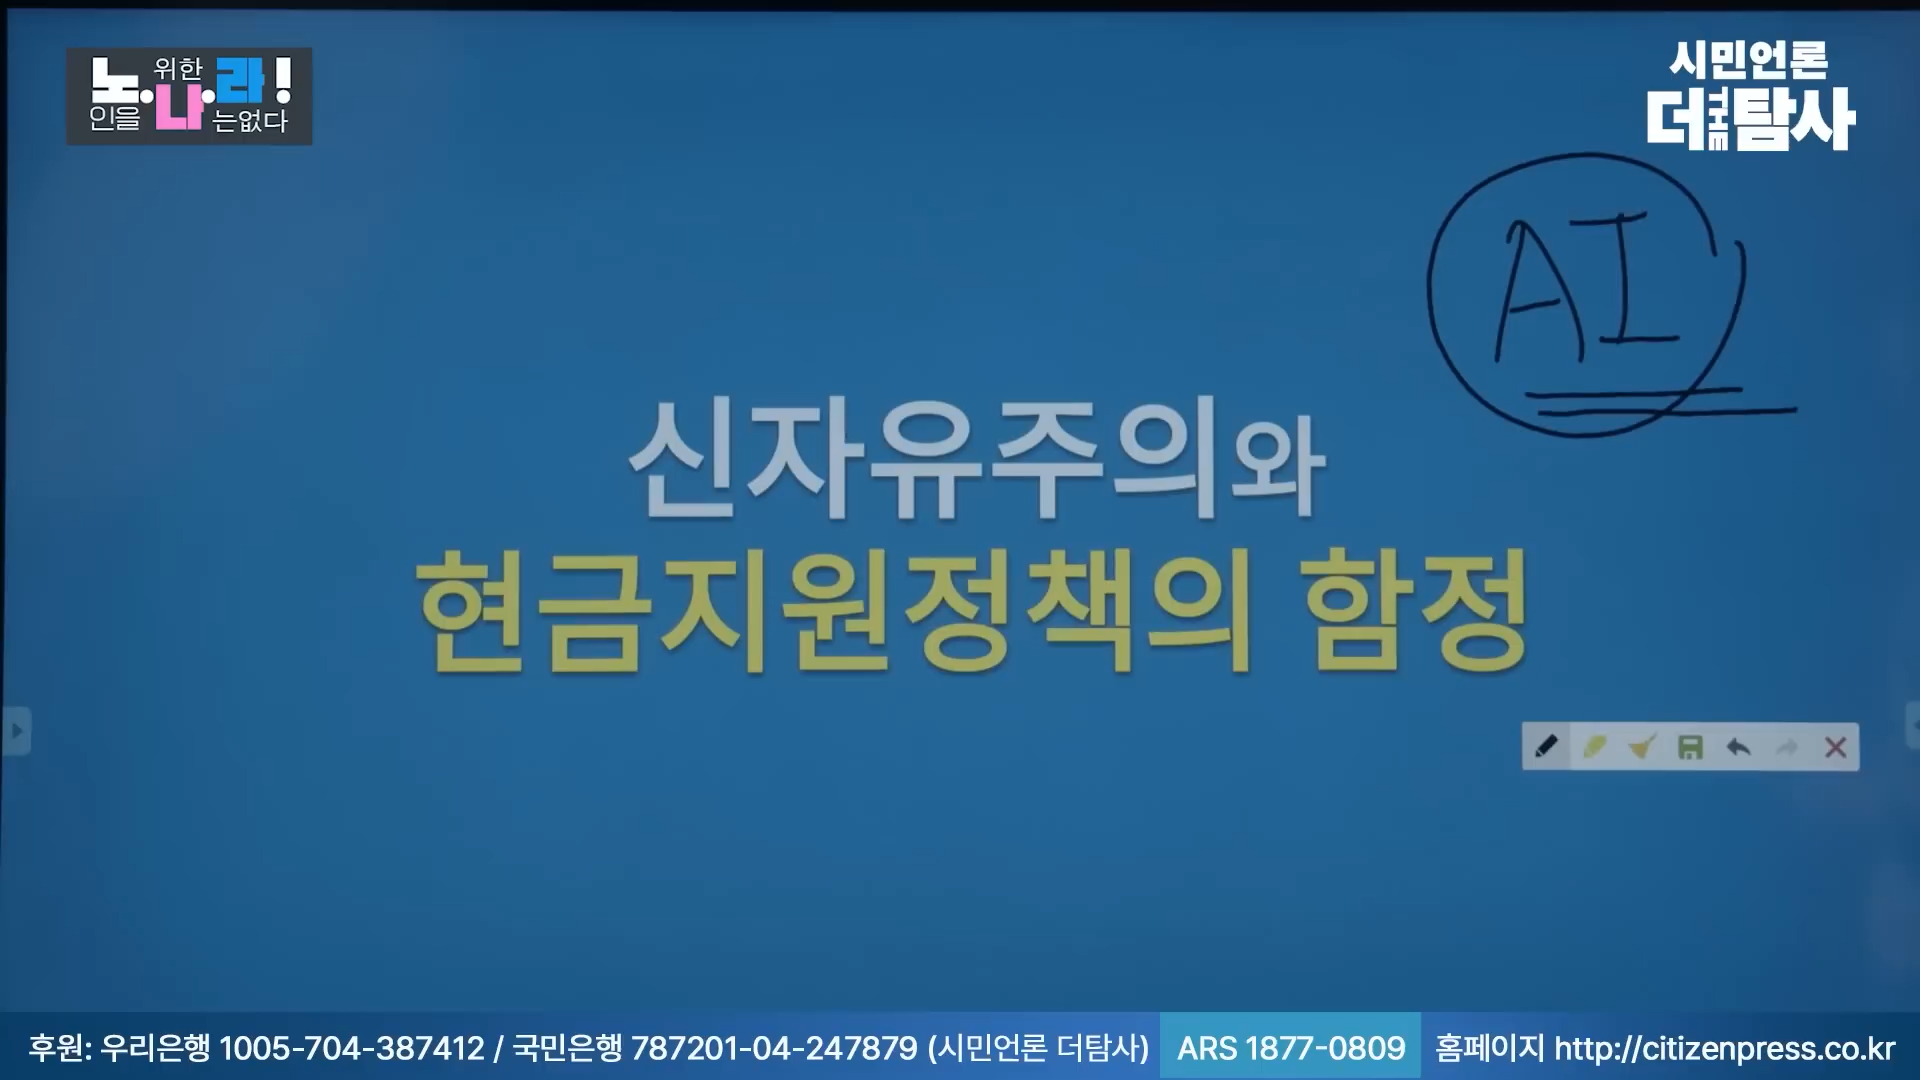 노.위한나.라!
인을 는없다
시민언론
더탐사
AI
신자유주의와
현금지원정책의 함정
후원: 우리은행 1005-704-387412 / 국민은행 787201-04-247879 (시민언론 더탐사) ARS 1877-0809 홈페이지 http://citizenpress.co.kr